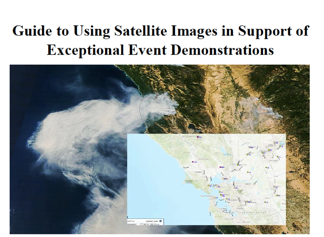 Guide to Using Satellite Images in Support of
Exceptional Event Demonstrations